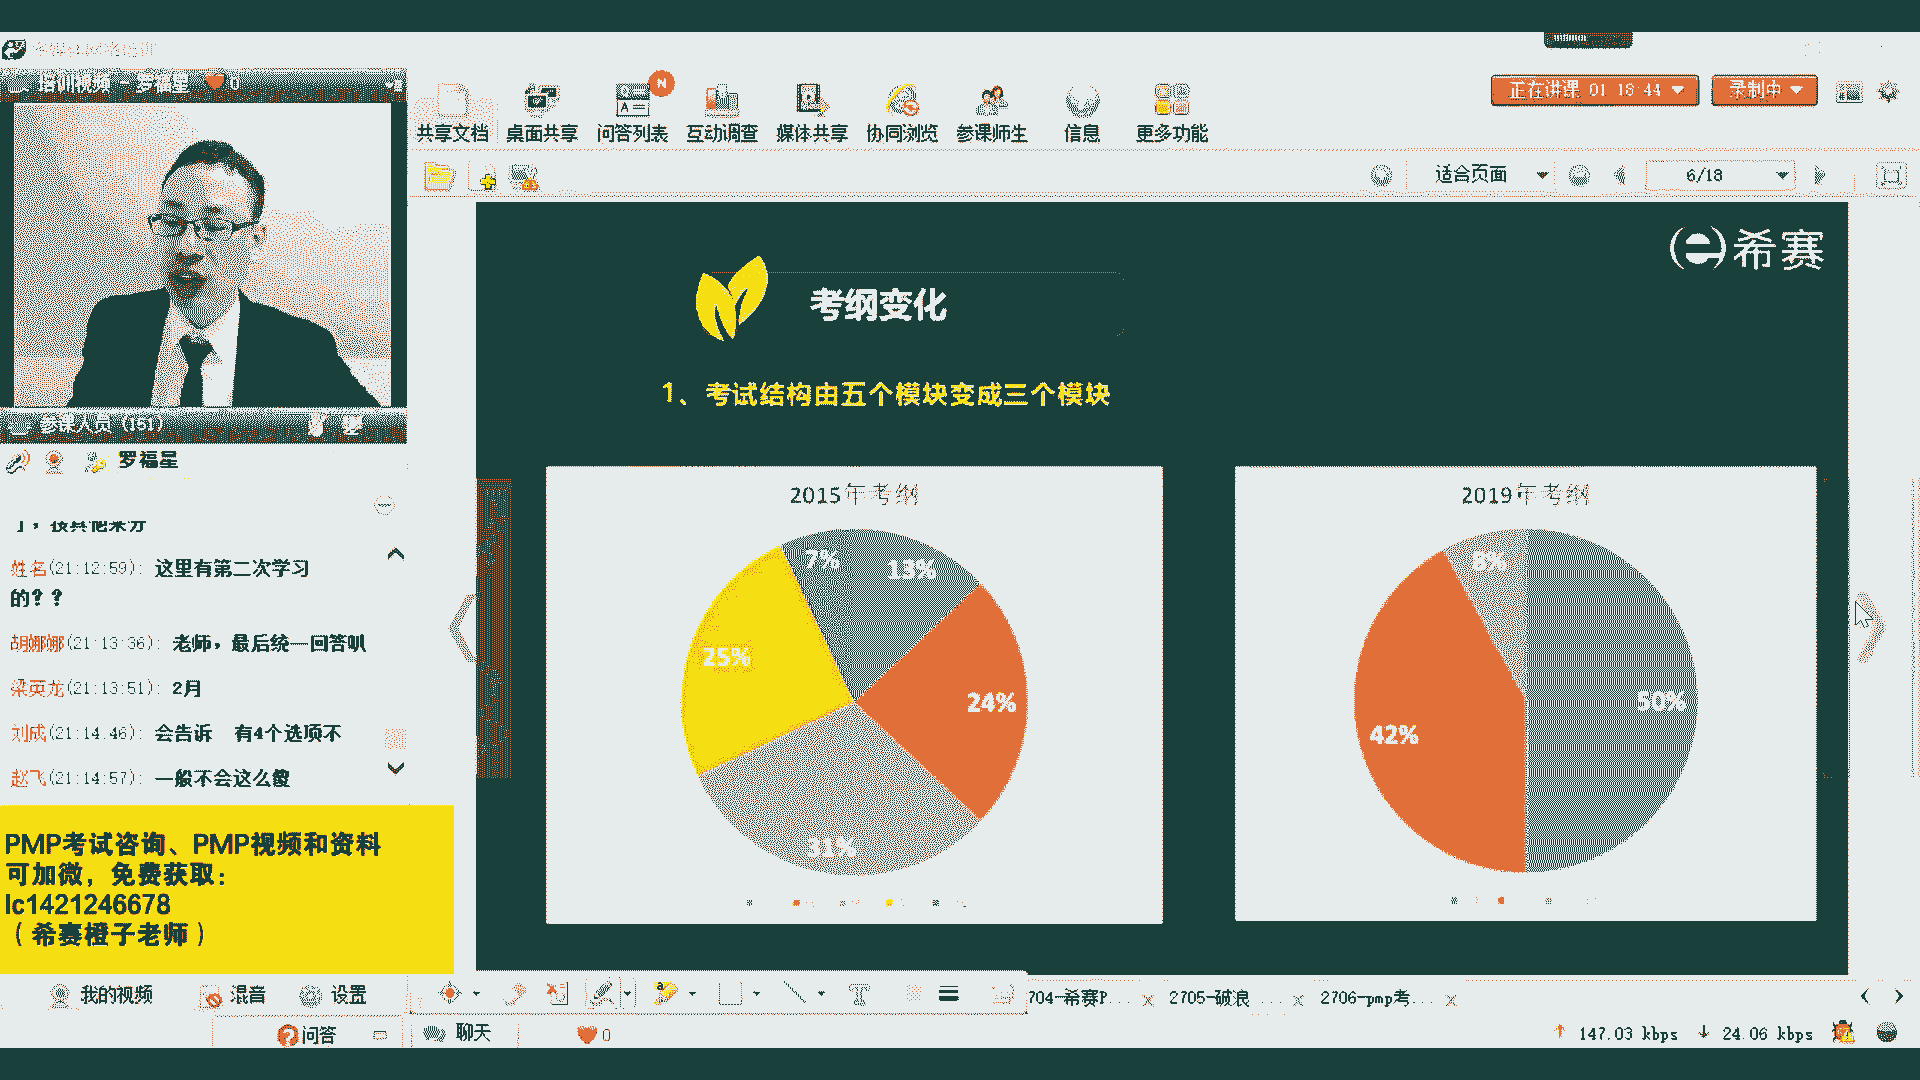 培训视频 - 罗福星 0
共享文档 桌面共享 问答列表 互动调查 媒体共享 协同浏览 参课师生 信息 更多功能
N
正在讲课 01:18:44
录制中
适合页面
6/18
参课人员 (151)
罗福星
姓名(21:12:59): 这里有第二次学习
的??
胡娜娜(21:13:36): 老师,最后统一回答呗
梁英龙(21:13:51): 2月
刘成(21:14:46): 会告诉 有4个选项不
赵飞(21:14:57): 一般不会这么傻
PMP考试咨询、PMP视频和资料
可加微,免费获取:
lc1421246678
(希赛橙子老师)
希赛
考纲变化
1、考试结构由五个模块变成三个模块
2015年考纲
7%
13%
25%
24%
31%
2019年考纲
8%
50%
42%
我的视频 混音 设置
704-希赛P... 2705-破浪 ... 2706-pmp考...
问答 聊天 0
147.03 kbps 24.06 kbps